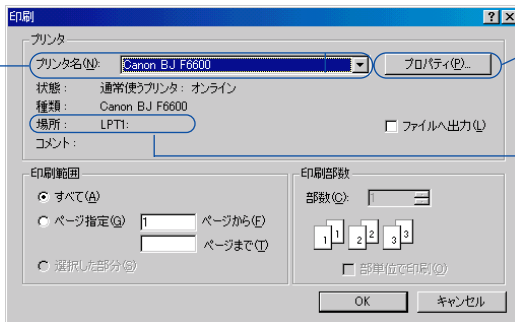 印刷
プリンタ
プリンタ名(N): Canon BJ F6600 プロパティ(P)...
状態: 通常使うプリンタ: オンライン
種類: Canon BJ F6600
場所: LPT1: ファイルへ出力(L)
コメント:
印刷範囲
すべて(A)
ページ指定(G) 1 ページから(F)
ページまで(T)
選択した部分(S)
印刷部数
部数(C): 1
1 1 2 2 3 3
部単位で印刷(O)
OK キャンセル